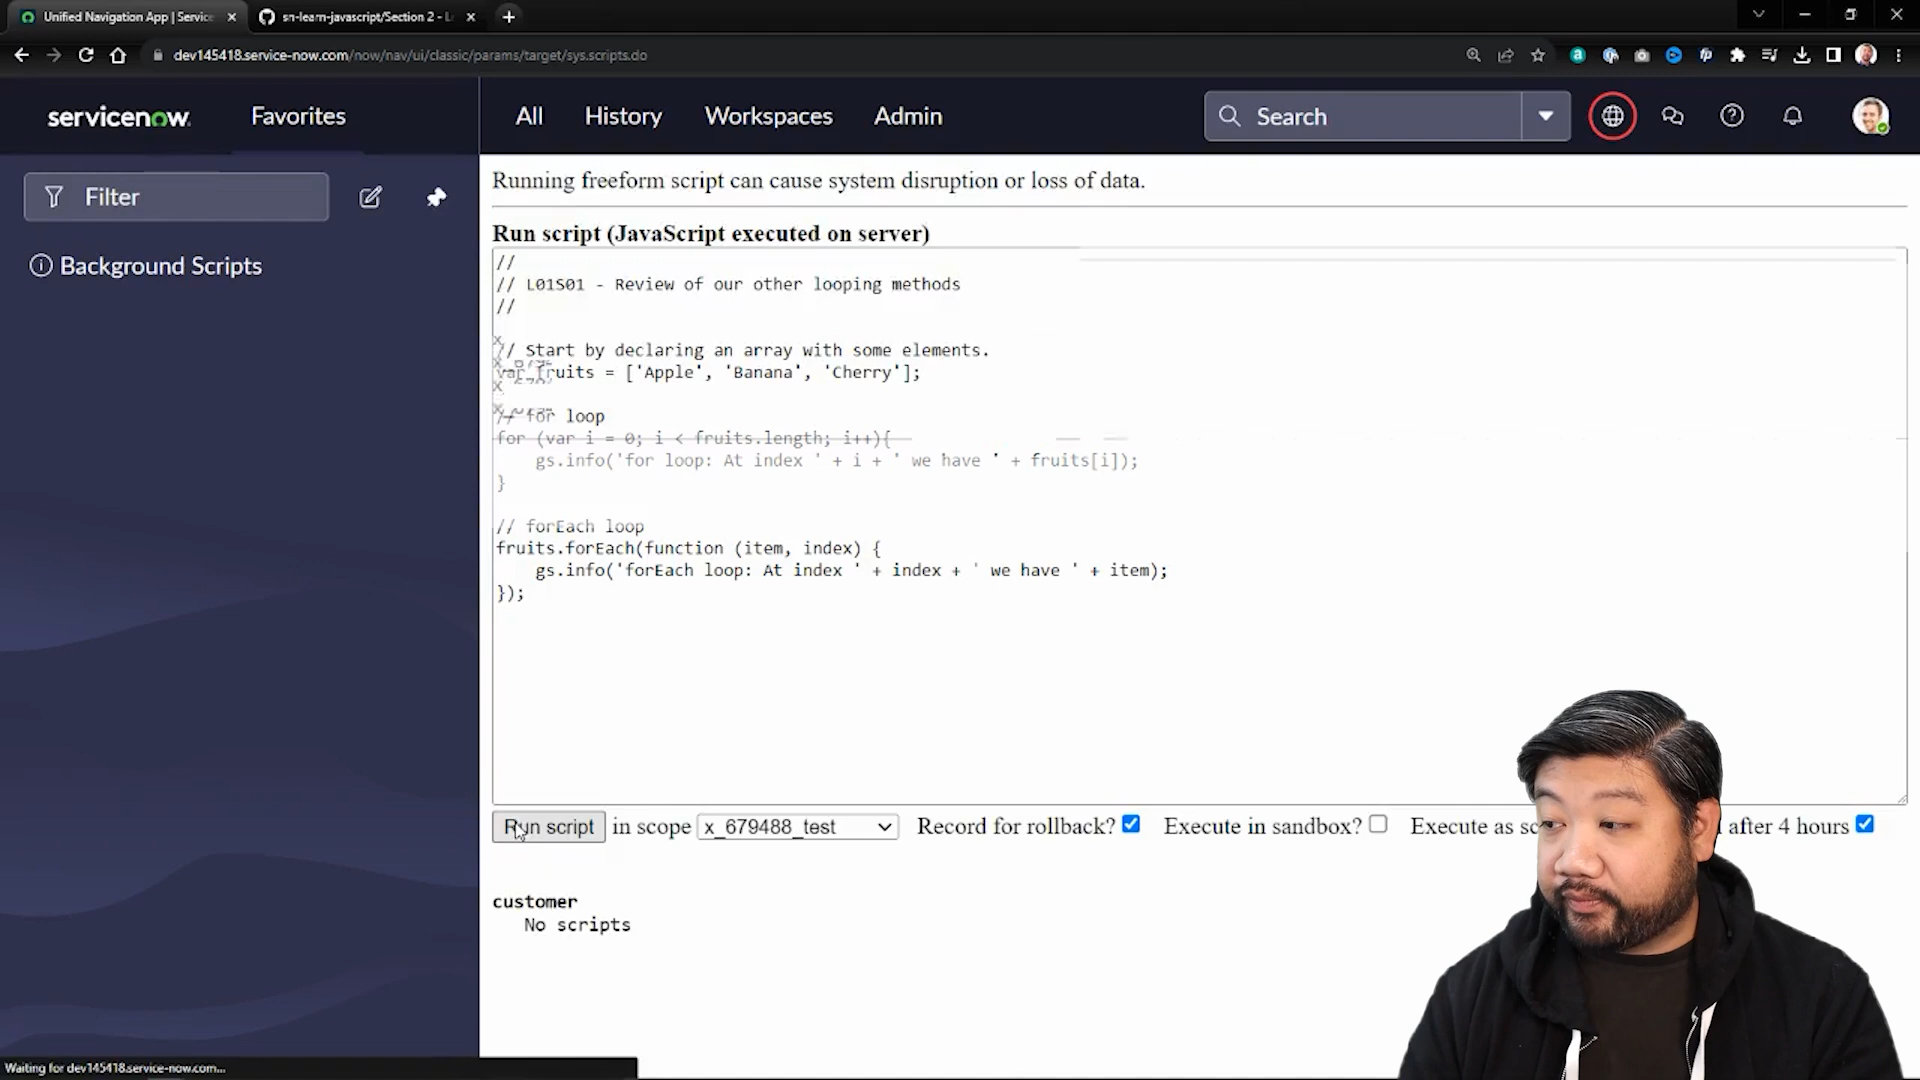 Unified Navigation App | Service
sn-learn-javascript/Section 2 - L
dev145418.service-now.com/now/nav/ui/classic/params/target/sys.scripts.do
servicenow
Favorites
All
History
Workspaces
Admin
Search
Filter
Background Scripts
Running freeform script can cause system disruption or loss of data.
Run script (JavaScript executed on server)
//
// L01S01 - Review of our other looping methods
//
// Start by declaring an array with some elements.
var fruits = ['Apple', 'Banana', 'Cherry'];
// for loop
for (var i = 0; i < fruits.length; i++){
gs.info('for loop: At index ' + i + ' we have ' + fruits[i]);
}
// forEach loop
fruits.forEach(function (item, index) {
gs.info('forEach loop: At index ' + index + ' we have ' + item);
});
Run script in scope x_679488_test Record for rollback? Execute in sandbox? Execute as sc after 4 hours
customer
No scripts
Waiting for dev145418.service-now.com...